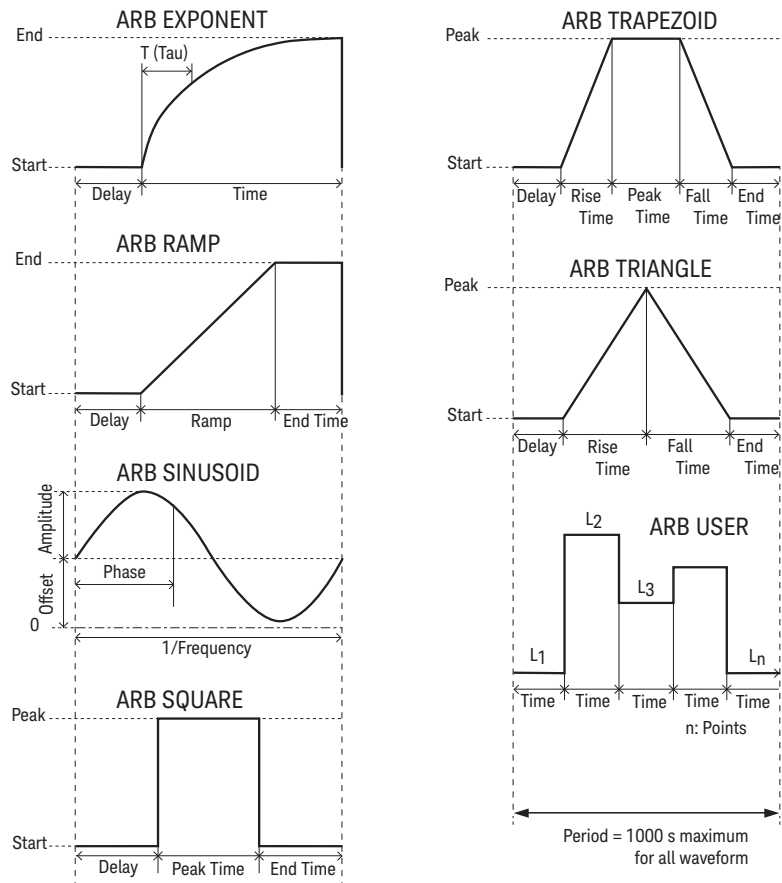 ARB EXPONENT
End
T (Tau)
Start
Delay
Time
ARB RAMP
End
Start
Delay
Ramp
End Time
ARB SINUSOID
Amplitude
Offset
Phase
0
1/Frequency
ARB SQUARE
Peak
Start
Delay
Peak Time
End Time
ARB TRAPEZOID
Peak
Start
Delay
Rise
Time
Peak
Time
Fall
Time
End
Time
ARB TRIANGLE
Peak
Start
Delay
Rise
Time
Fall
Time
End
Time
ARB USER
L2
L3
L1
Ln
Time
Time
Time
Time
Time
n: Points
Period = 1000 s maximum
for all waveform